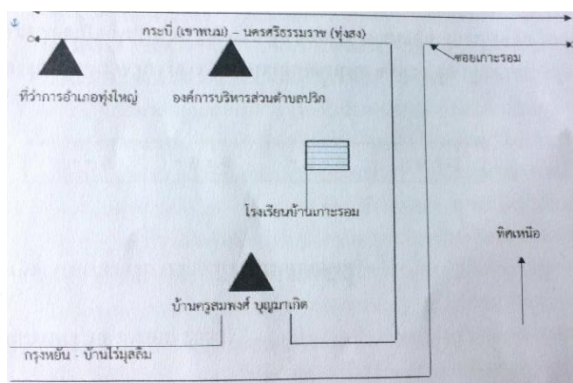 กระบี่ (เขาพนม) – นครศรีธรรมราช (ทุ่งสง)
ซอยเกาะรอม
ที่ว่าการอำเภอทุ่งใหญ่
องค์การบริหารส่วนตำบลปริก
โรงเรียนบ้านเกาะรอม
ทิศเหนือ
บ้านครูสมพงศ์ บุญมาเกิด
กรุงหยัน - บ้านไร่มุสลิม